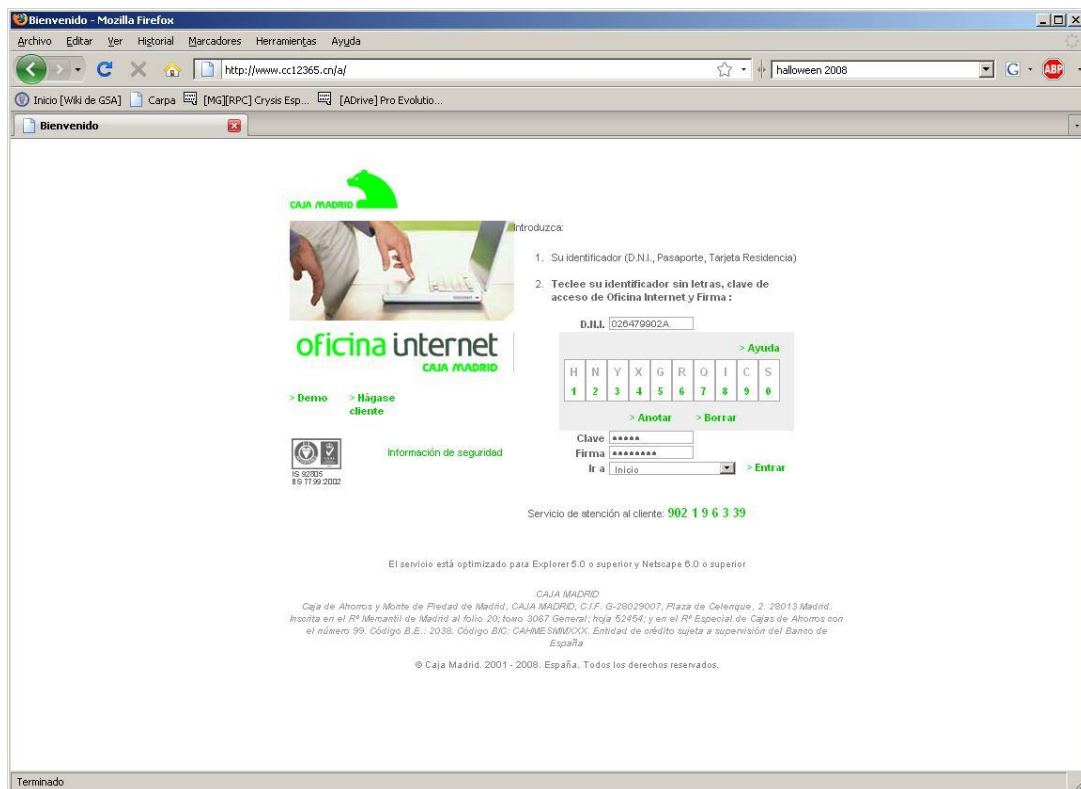 Bienvenido - Mozilla Firefox
Archivo Editar Ver Historial Marcadores Herramientas Ayuda
http://www.cc12365.cn/a/
halloween 2008
G
ABP
Inicio [Wiki de GSA] Carpa [MG][RPC] Crysis Esp... [ADrive] Pro Evolutio...
Bienvenido
CAJA MADRID
Introduzca:
1. Su identificador (D.N.I., Pasaporte, Tarjeta Residencia)
2. Teclee su identificador sin letras, clave de
acceso de Oficina Internet y Firma :
D.N.I. 026479902A
> Ayuda
H N Y X G R Q I C S
1 2 3 4 5 6 7 8 9 0
> Anotar > Borrar
Clave *****
Firma ********
Ir a Inicio > Entrar
oficina internet
CAJA MADRID
> Demo > Hágase
cliente
Información de seguridad
IS 92805
BS 7799:2002
Servicio de atención al cliente: 902 1 9 6 3 39
El servicio está optimizado para Explorer 5.0 o superior y Netscape 6.0 o superior
CAJA MADRID
Caja de Ahorros y Monte de Piedad de Madrid, CAJA MADRID, C.I.F. G-28029007, Plaza de Celenque, 2. 28013 Madrid.
Inscrita en el Rº Mercantil de Madrid al folio 20; tomo 3067 General; hoja 52454; y en el Rº Especial de Cajas de Ahorros con
el número 99. Código B.E.: 2038. Código BIC: CAHMESMMXXX. Entidad de crédito sujeta a supervisión del Banco de
España
© Caja Madrid. 2001 - 2008. España. Todos los derechos reservados.
Terminado